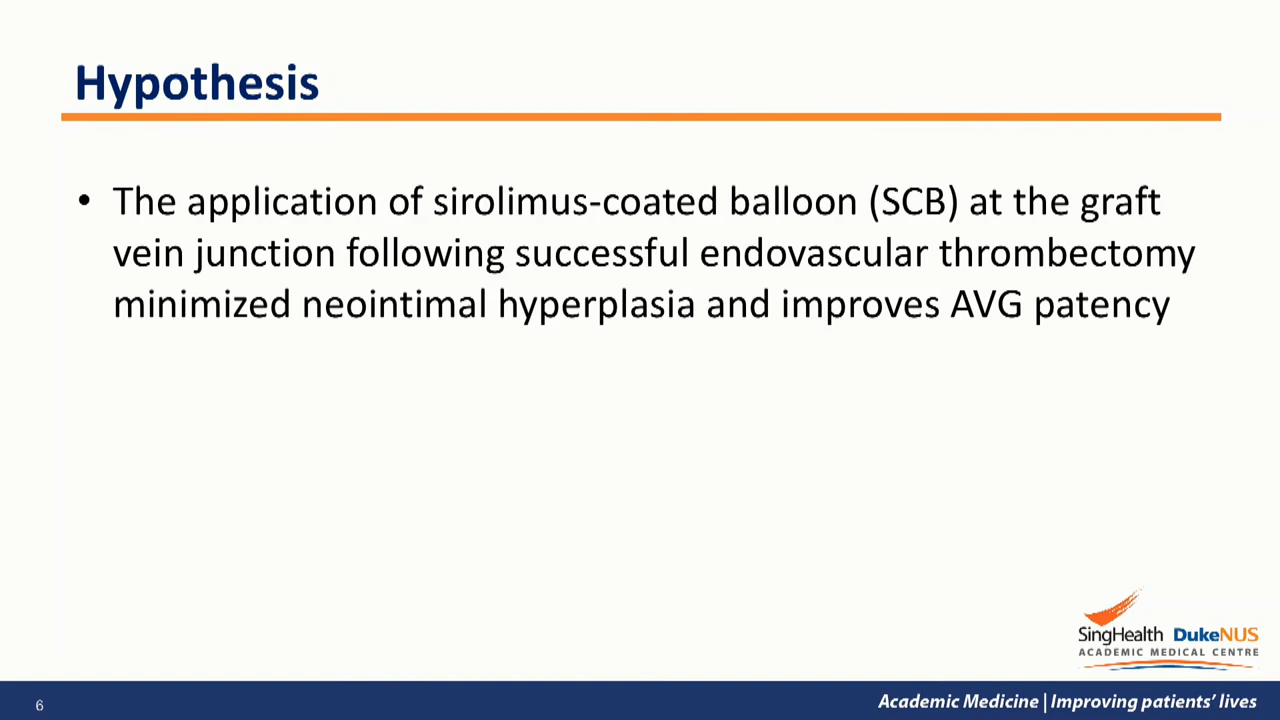 Hypothesis
• The application of sirolimus-coated balloon (SCB) at the graft
vein junction following successful endovascular thrombectomy
minimized neointimal hyperplasia and improves AVG patency
SingHealth DukeNUS
ACADEMIC MEDICAL CENTRE
6
Academic Medicine | Improving patients' lives